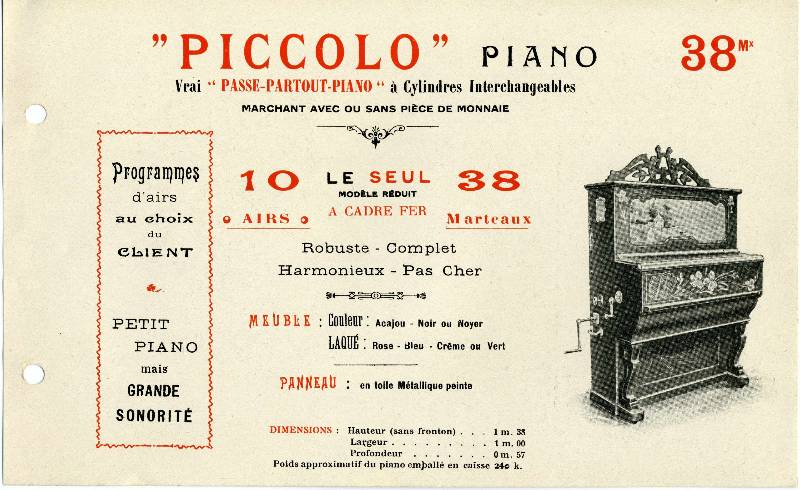 "PICCOLO" PIANO 38Mx
Vrai "PASSE-PARTOUT-PIANO" à Cylindres Interchangeables
MARCHANT AVEC OU SANS PIÈCE DE MONNAIE
Programmes
d'airs
au choix
du
CLIENT
PETIT
PIANO
mais
GRANDE
SONORITÉ
10
AIRS
LE SEUL
MODÈLE RÉDUIT
A CADRE FER
38
Marteaux
Robuste - Complet
Harmonieux - Pas Cher
MEUBLE : Couleur : Acajou - Noir ou Noyer
LAQUÉ : Rose - Bleu - Crême ou Vert
PANNEAU : en toile Métallique peinte
DIMENSIONS : Hauteur (sans fronton) . . . 1 m. 38
Largeur . . . . . . . . . 1 m. 00
Profondeur . . . . . . . 0 m. 57
Poids approximatif du piano emballé en caisse k.